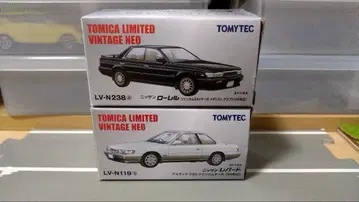 TOMICA LIMITED
VINTAGE NEO
TOMYTEC
LV-N238a
ニッサン ローレル
TOMICA LIMITED
VINTAGE NEO
TOMYTEC
LV-N119
ニッサン レパード